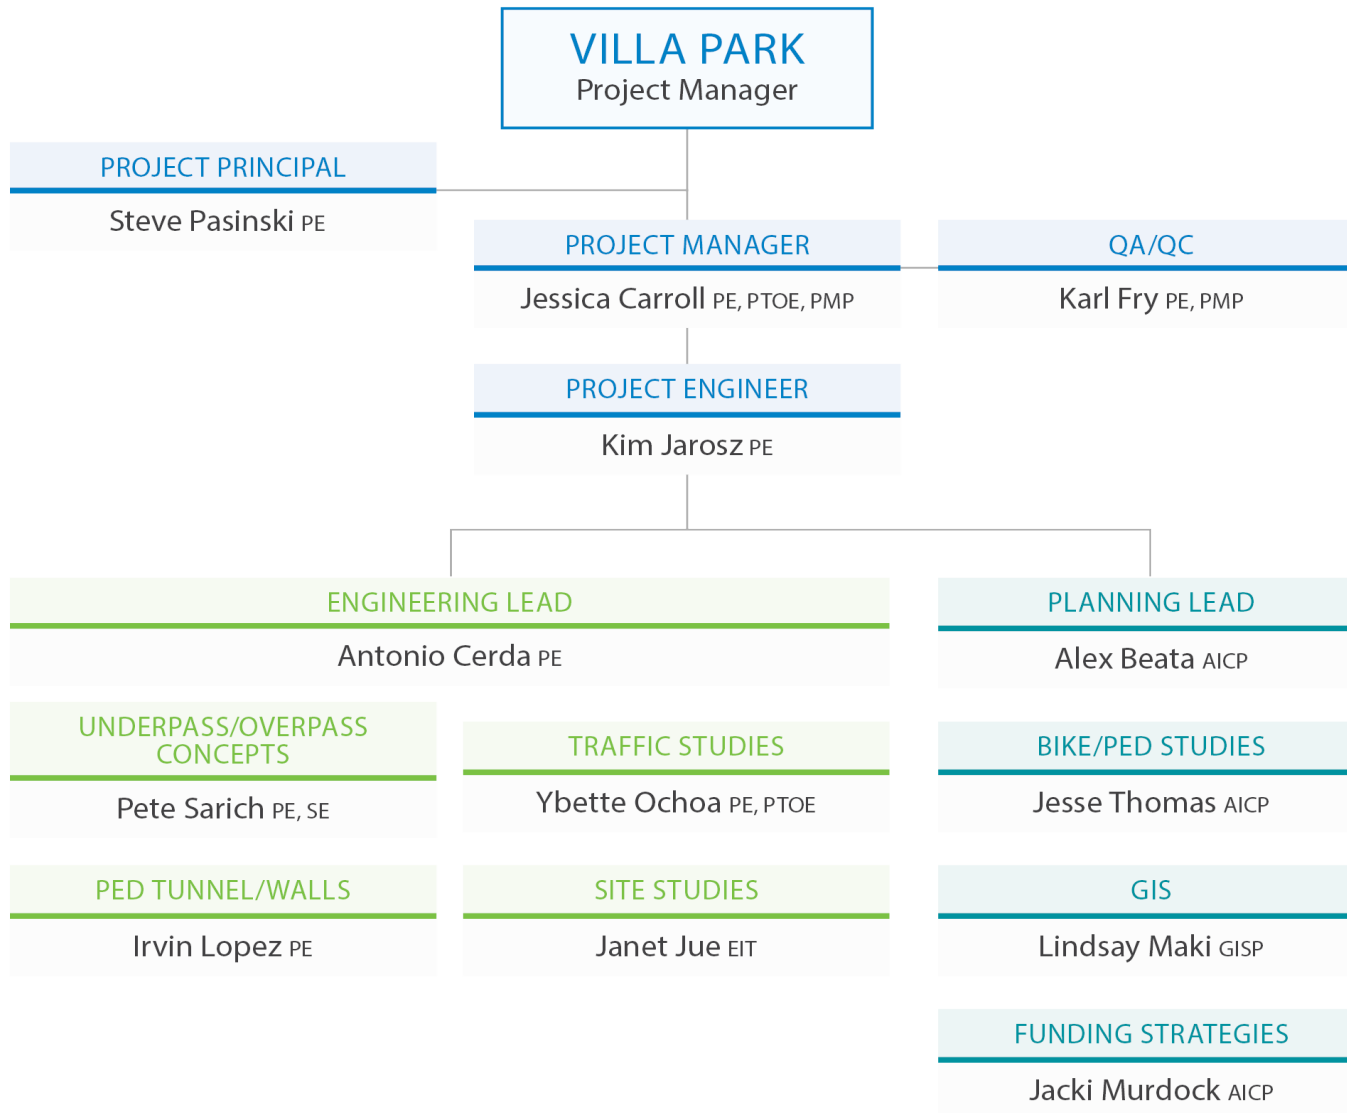 VILLA PARK
Project Manager
PROJECT PRINCIPAL
Steve Pasinski PE
PROJECT MANAGER
Jessica Carroll PE, PTOE, PMP
QA/QC
Karl Fry PE, PMP
PROJECT ENGINEER
Kim Jarosz PE
ENGINEERING LEAD
Antonio Cerda PE
UNDERPASS/OVERPASS
CONCEPTS
Pete Sarich PE, SE
TRAFFIC STUDIES
Ybette Ochoa PE, PTOE
PED TUNNEL/WALLS
Irvin Lopez PE
SITE STUDIES
Janet Jue EIT
PLANNING LEAD
Alex Beata AICP
BIKE/PED STUDIES
Jesse Thomas AICP
GIS
Lindsay Maki GISP
FUNDING STRATEGIES
Jacki Murdock AICP